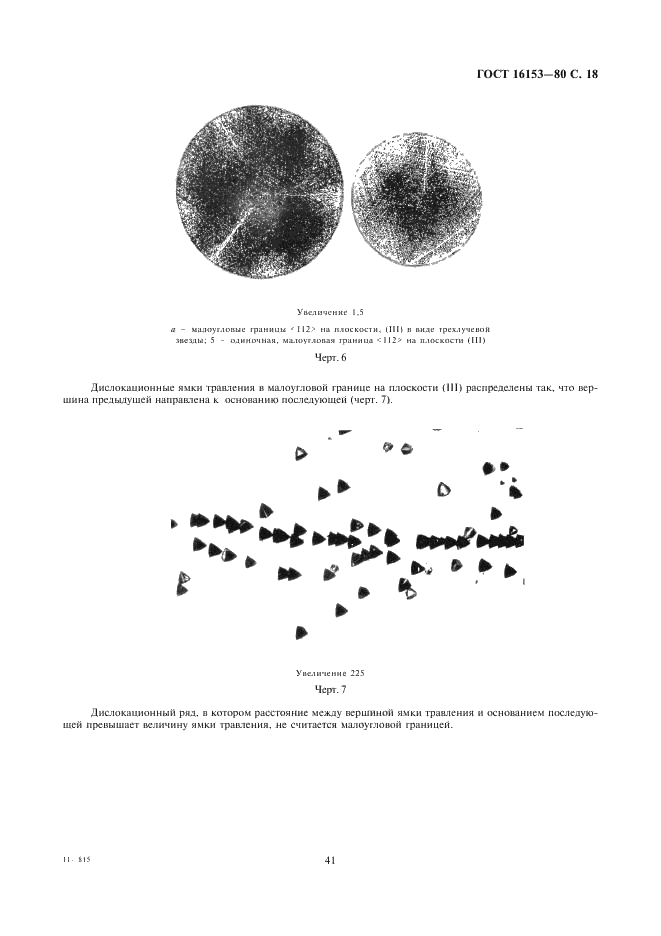 ГОСТ 16153—80 С. 18
Увеличение 1,5
а – мадоугловые границы <112> на плоскости, (III) в виде трехлучевой
звезды; 5 - одиночная, малоугловая граница <112> на плоскости (III)
Черт. 6
Дислокационные ямки травления в малоугловой границе на плоскости (III) распределены так, что вер-
шина предыдушей направлена к основанию последующей (черт. 7).
Увеличение 225
Черт. 7
Дислокационный ряд, в котором расстояние между вершиной ямки травления и основанием последую-
щей превышает величину ямки травления, не считается малоугловой границей.
11- 815
41